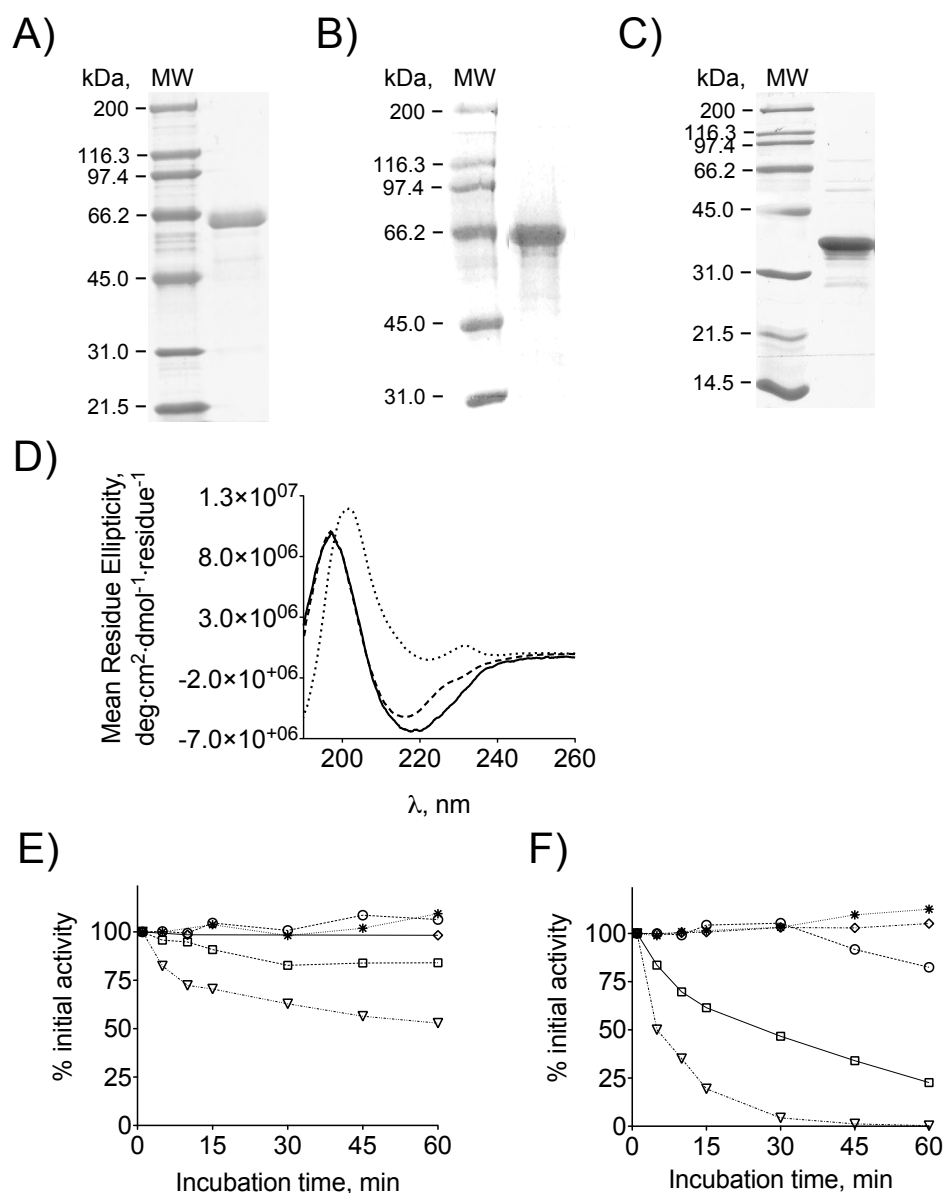 A)
kDa, MW
200
116.3
97.4
66.2
45.0
31.0
21.5
B)
kDa, MW
200
116.3
97.4
66.2
45.0
31.0
C)
kDa, MW
200
116.3
97.4
66.2
45.0
31.0
21.5
14.5
D)
Mean Residue Ellipticity,
deg·cm²·dmol⁻¹·residue⁻¹
1.3×10⁰⁷
8.0×10⁰⁶
3.0×10⁰⁶
-2.0×10⁺⁰⁶
-7.0×10⁺⁰⁶
200 220 240 260
λ, nm
E)
% initial activity
100
75
50
25
0
0 15 30 45 60
Incubation time, min
F)
% initial activity
100
75
50
25
0
0 15 30 45 60
Incubation time, min